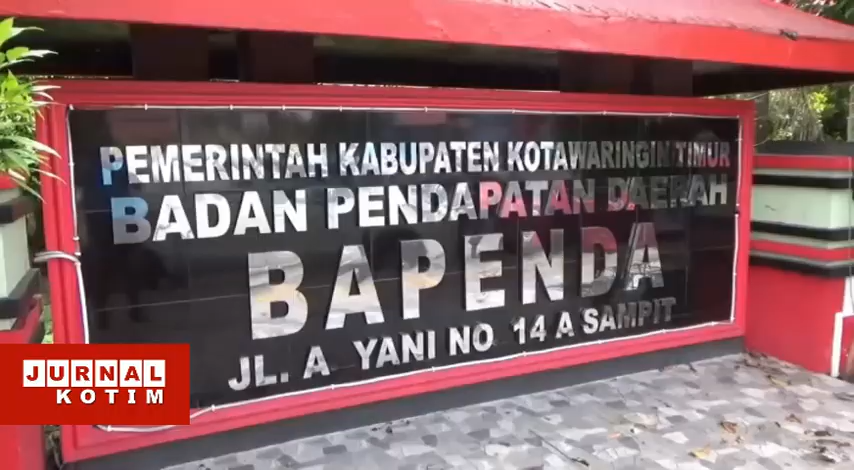 PEMERINTAH KABUPATEN KOTAWARINGIN TIMUR
BADAN PENDAPATAN DAERAH
BAPENDA
JL. A YANI NO 14 A SAMPIT
JURNAL
KOTIM